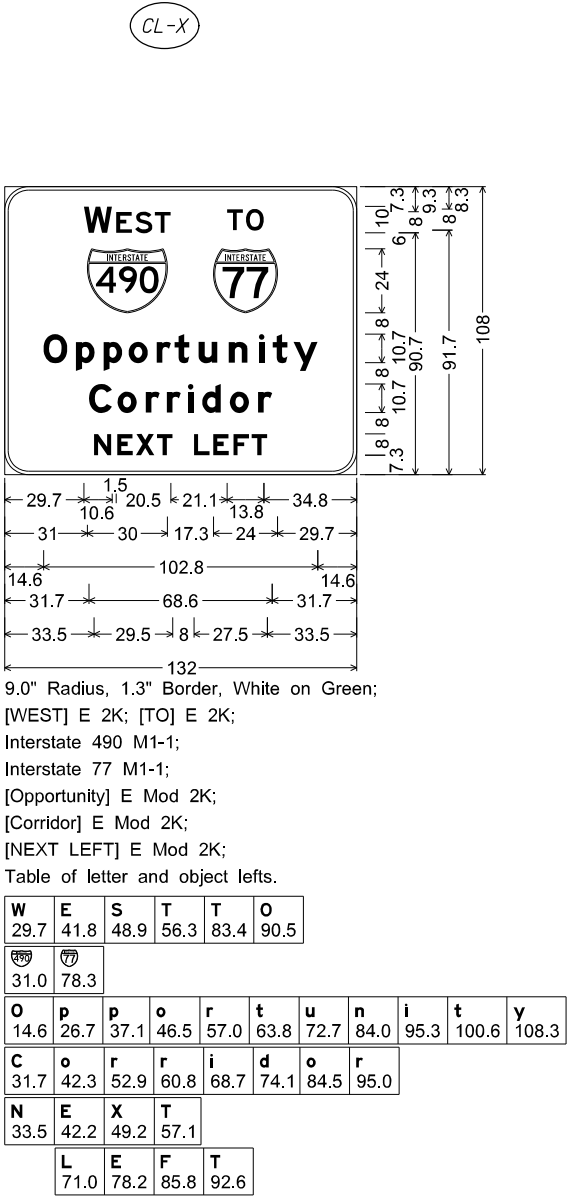 CL-X
WEST TO
INTERSTATE INTERSTATE
490 77
Opportunity
Corridor
NEXT LEFT
7.3 9.3 8.3
10 8 8
6
24
8
10.7 90.7 91.7 108
8
10.7
8
8
7.3
29.7 10.6 1.5 20.5 21.1 13.8 34.8
31 30 17.3 24 29.7
14.6 102.8 14.6
31.7 68.6 31.7
33.5 29.5 8 27.5 33.5
132
9.0" Radius, 1.3" Border, White on Green;
[WEST] E 2K; [TO] E 2K;
Interstate 490 M1-1;
Interstate 77 M1-1;
[Opportunity] E Mod 2K;
[Corridor] E Mod 2K;
[NEXT LEFT] E Mod 2K;
Table of letter and object lefts.
W E S T T O
29.7 41.8 48.9 56.3 83.4 90.5
490 77
31.0 78.3
O p p o r t u n i t y
14.6 26.7 37.1 46.5 57.0 63.8 72.7 84.0 95.3 100.6 108.3
C o r r i d o r
31.7 42.3 52.9 60.8 68.7 74.1 84.5 95.0
N E X T
33.5 42.2 49.2 57.1
L E F T
71.0 78.2 85.8 92.6